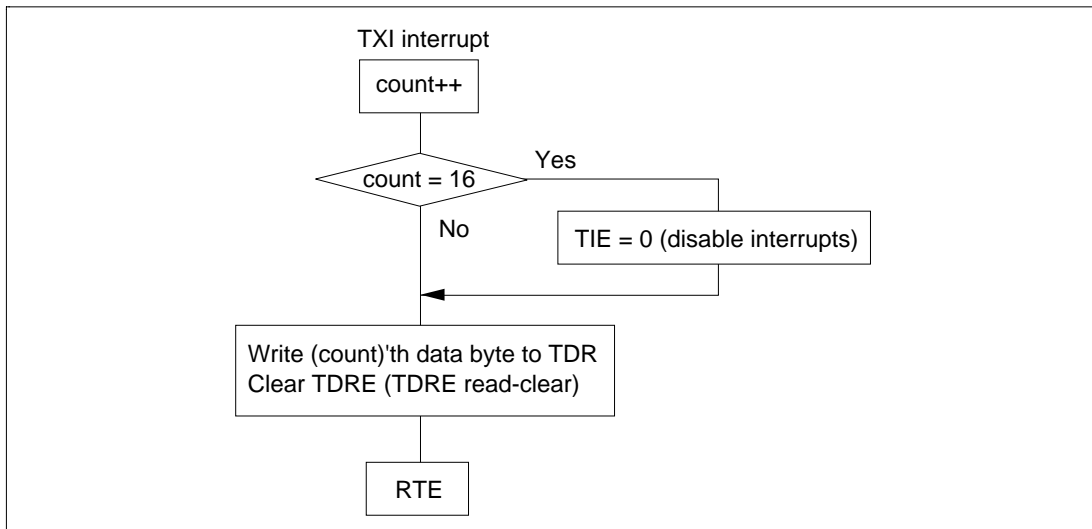 TXI interrupt
count++
count = 16
Yes
No
TIE = 0 (disable interrupts)
Write (count)'th data byte to TDR
Clear TDRE (TDRE read-clear)
RTE